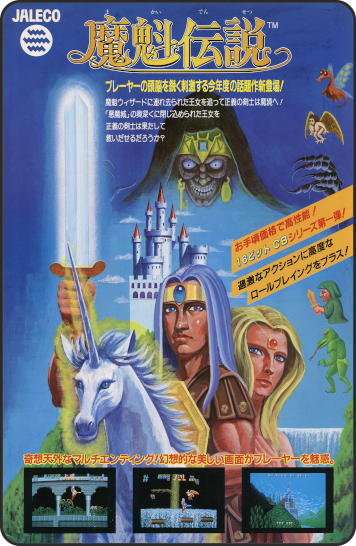 JALECO
ま かい でん せつ
魔魁伝説™
プレーヤーの頭脳を鋭く刺激する今年度の話題作新登場!
魔魁ウィザードに連れ去られた王女を追って正義の剣士は魔境へ!
「悪魔城」の奥深くに閉じ込められた王女を
正義の剣士は果たして
救いだせるだろうか?
お手頃価格で高性能!
16ビットCBシリーズ第一弾!
過激なアクションに高度な
ロールプレイングをプラス!
奇想天外なマルチエンディング!幻想的な美しい画面がプレーヤーを魅惑。